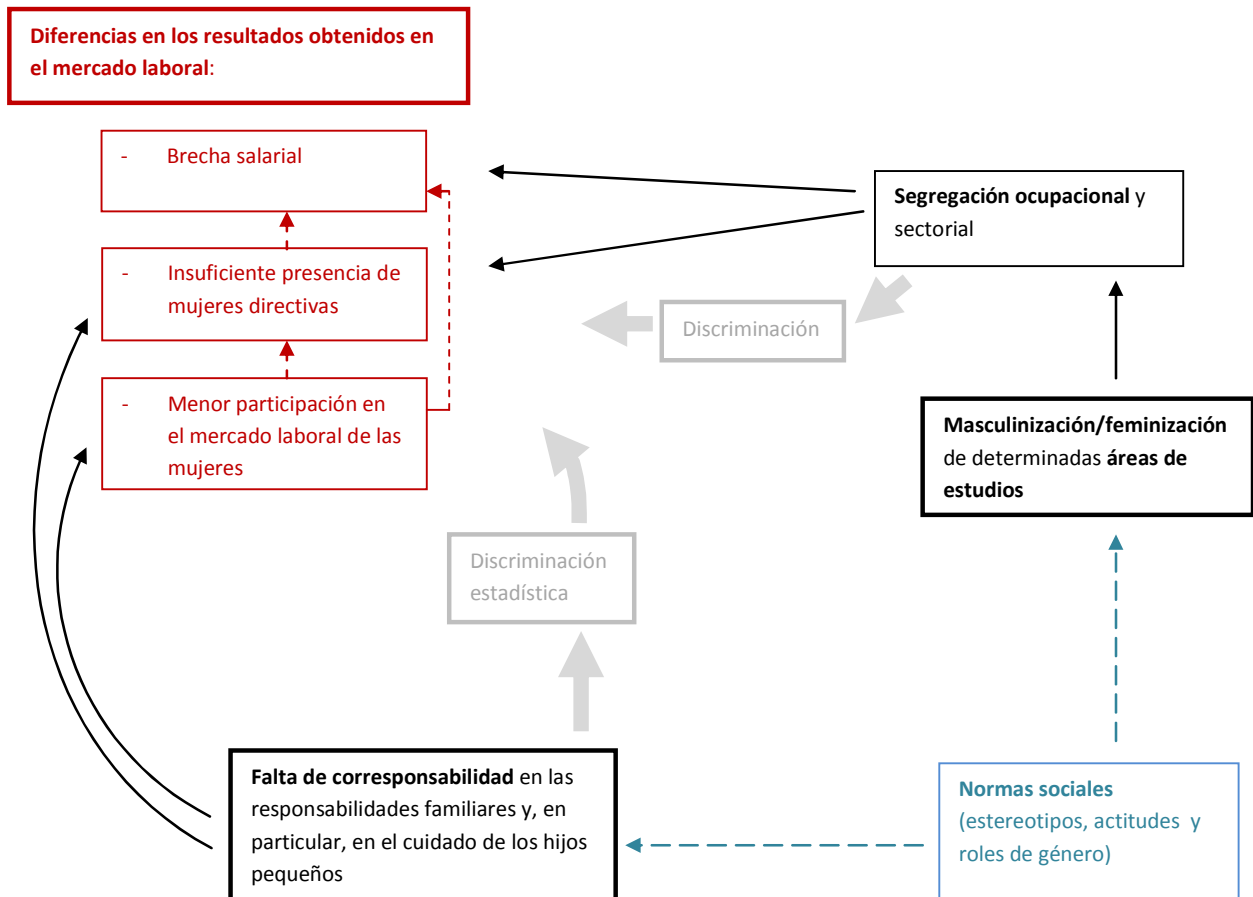 Diferencias en los resultados obtenidos en
el mercado laboral:
- Brecha salarial
- Insuficiente presencia de
mujeres directivas
- Menor participación en
el mercado laboral de las
mujeres
Segregación ocupacional y
sectorial
Discriminación
Masculinización/feminización
de determinadas áreas de
estudios
Discriminación
estadística
Falta de corresponsabilidad en las
responsabilidades familiares y, en
particular, en el cuidado de los hijos
pequeños
Normas sociales
(estereotipos, actitudes y
roles de género)